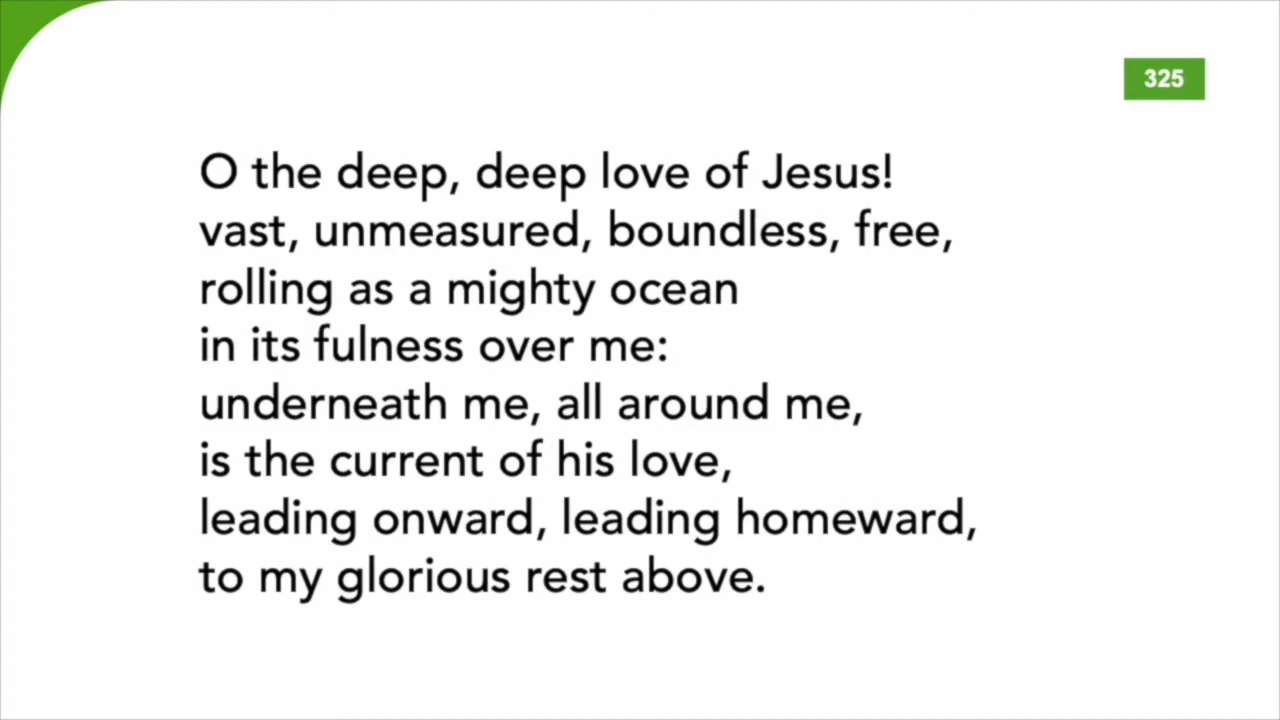 325
O the deep, deep love of Jesus!
vast, unmeasured, boundless, free,
rolling as a mighty ocean
in its fulness over me:
underneath me, all around me,
is the current of his love,
leading onward, leading homeward,
to my glorious rest above.